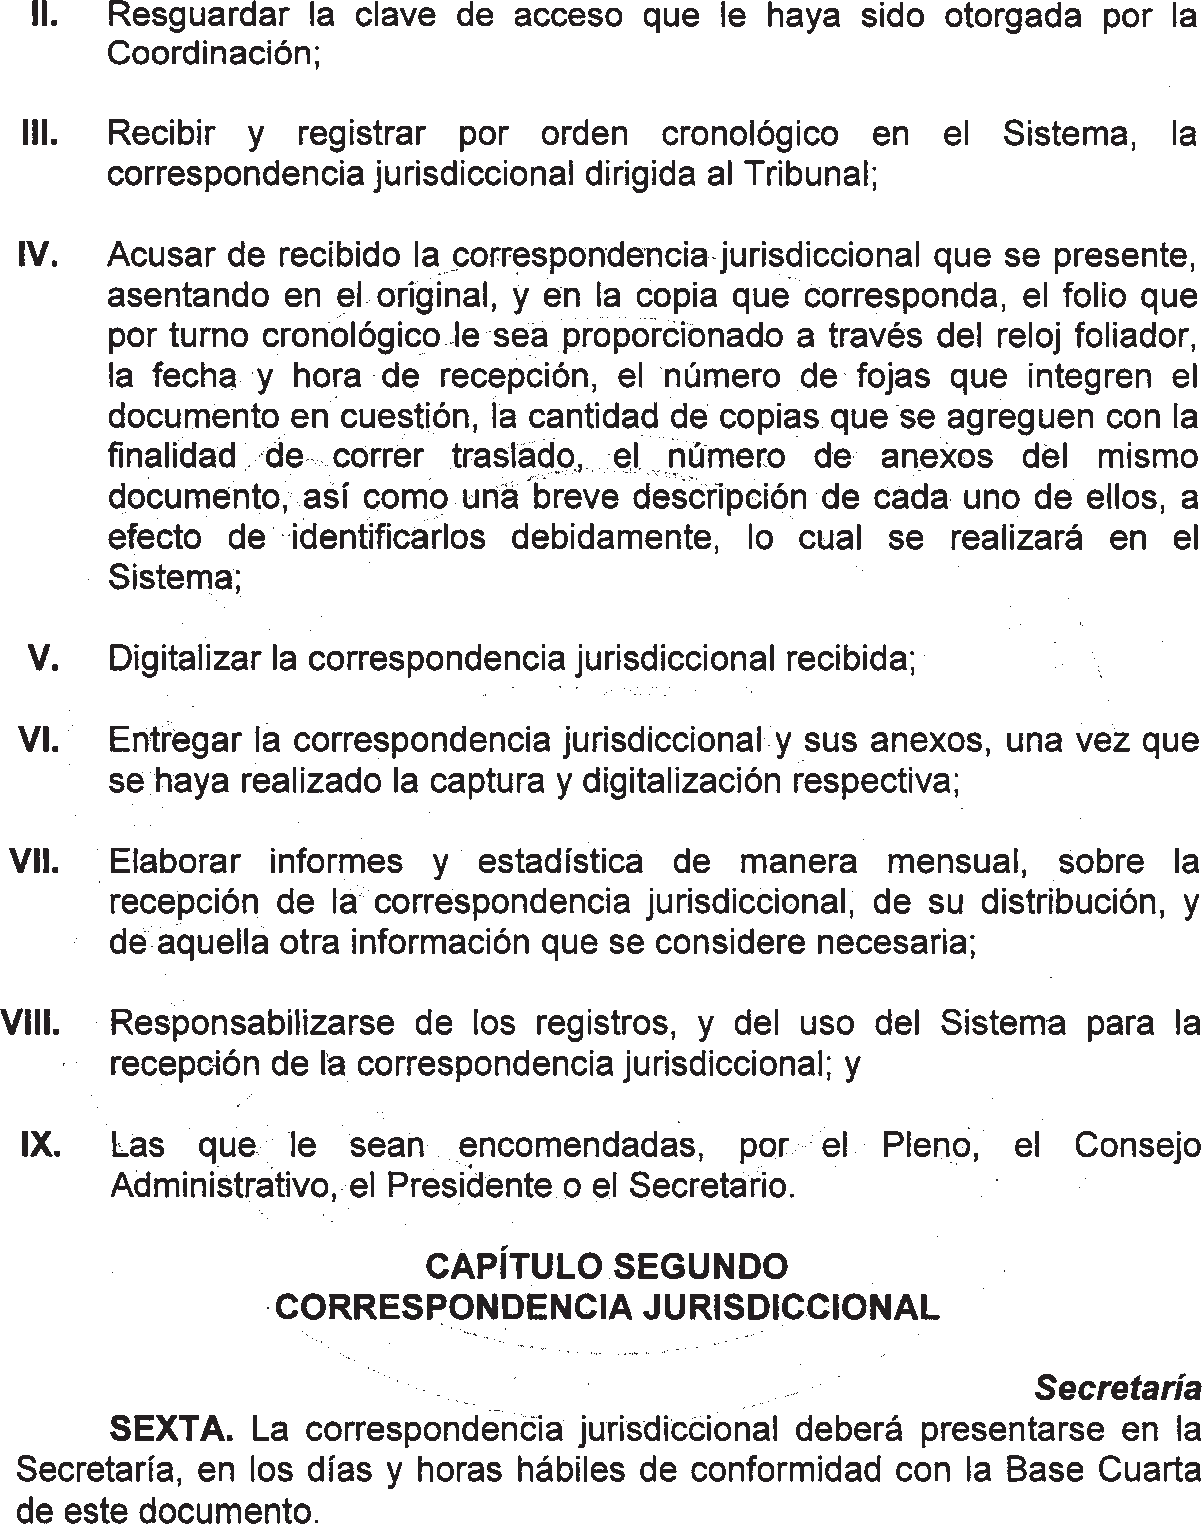 II. Resguardar la clave de acceso que le haya sido otorgada por la
Coordinación;
III. Recibir y registrar por orden cronológico en el Sistema, la
correspondencia jurisdiccional dirigida al Tribunal;
IV. Acusar de recibido la correspondencia jurisdiccional que se presente,
asentando en el original, y en la copia que corresponda, el folio que
por turno cronológico le sea proporcionado a través del reloj foliador,
la fecha y hora de recepción, el número de fojas que integren el
documento en cuestión, la cantidad de copias que se agreguen con la
finalidad de correr traslado, el número de anexos del mismo
documento, así como una breve descripción de cada uno de ellos, a
efecto de identificarlos debidamente, lo cual se realizará en el
Sistema;
V. Digitalizar la correspondencia jurisdiccional recibida;
VI. Entregar la correspondencia jurisdiccional y sus anexos, una vez que
se haya realizado la captura y digitalización respectiva;
VII. Elaborar informes y estadística de manera mensual, sobre la
recepción de la correspondencia jurisdiccional, de su distribución, y
de aquella otra información que se considere necesaria;
VIII. Responsabilizarse de los registros, y del uso del Sistema para la
recepción de la correspondencia jurisdiccional; y
IX. Las que le sean encomendadas, por el Pleno, el Consejo
Administrativo, el Presidente o el Secretario.
CAPÍTULO SEGUNDO
CORRESPONDENCIA JURISDICCIONAL
Secretaría
SEXTA. La correspondencia jurisdiccional deberá presentarse en la
Secretaría, en los días y horas hábiles de conformidad con la Base Cuarta
de este documento.